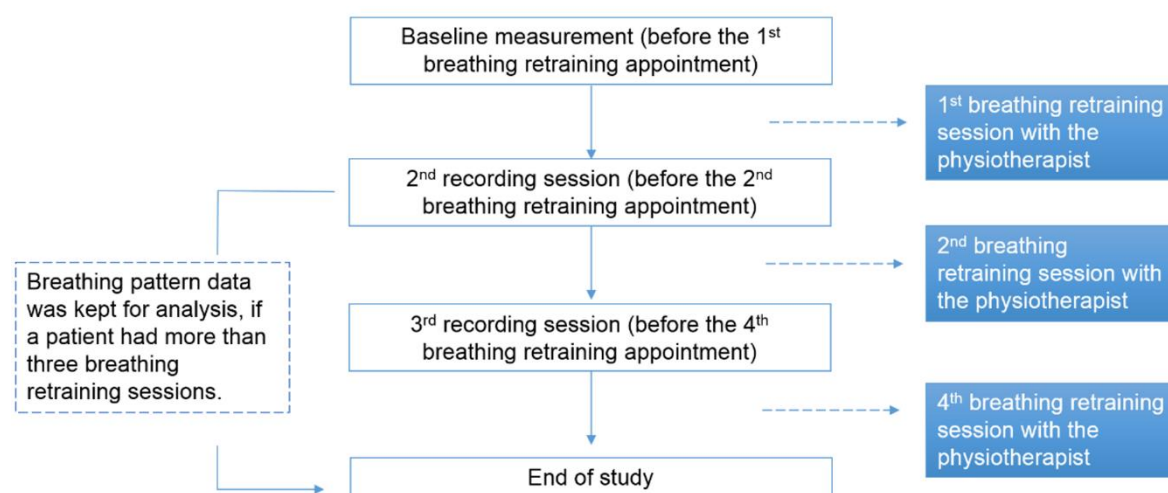 Baseline measurement (before the 1st
breathing retraining appointment)
1st breathing retraining
session with the
physiotherapist
2nd recording session (before the 2nd
breathing retraining appointment)
2nd breathing
retraining session with
the physiotherapist
Breathing pattern data
was kept for analysis, if
a patient had more than
three breathing
retraining sessions.
3rd recording session (before the 4th
breathing retraining appointment)
4th breathing retraining
session with the
physiotherapist
End of study